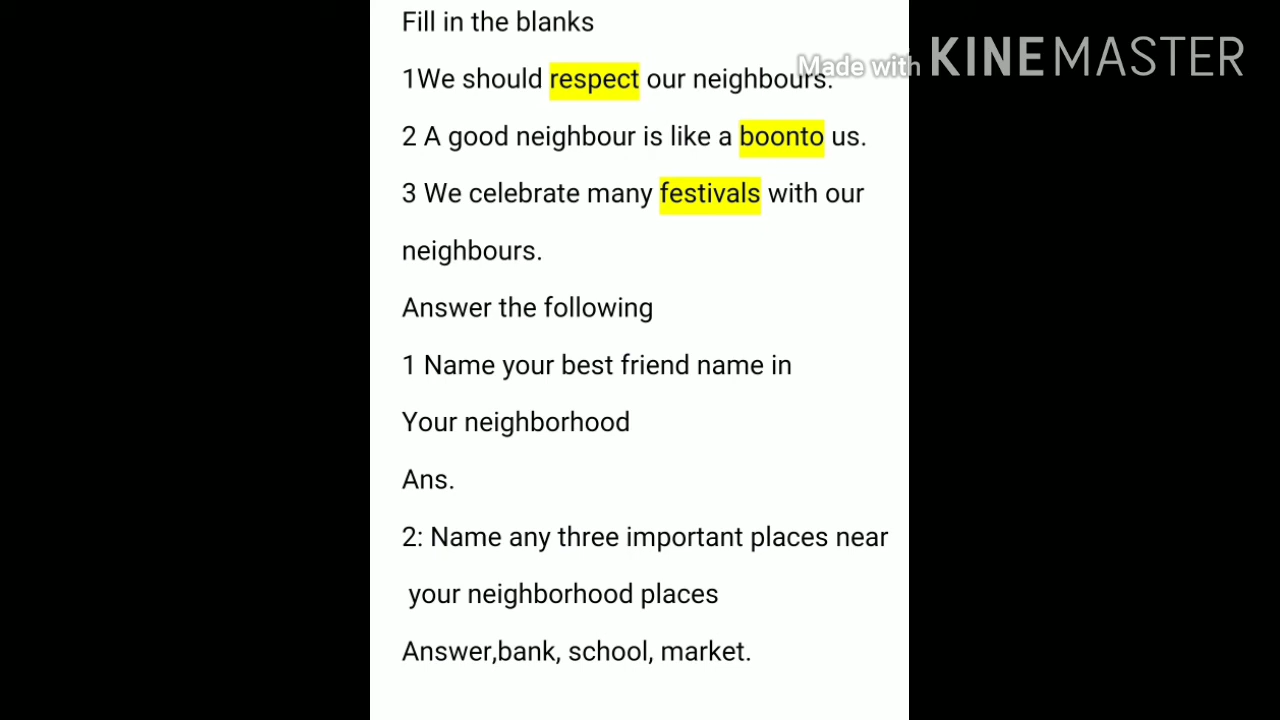 Fill in the blanks
Made with KINEMASTER
1We should respect our neighbours.
2 A good neighbour is like a boonto us.
3 We celebrate many festivals with our
neighbours.
Answer the following
1 Name your best friend name in
Your neighborhood
Ans.
2: Name any three important places near
your neighborhood places
Answer,bank, school, market.